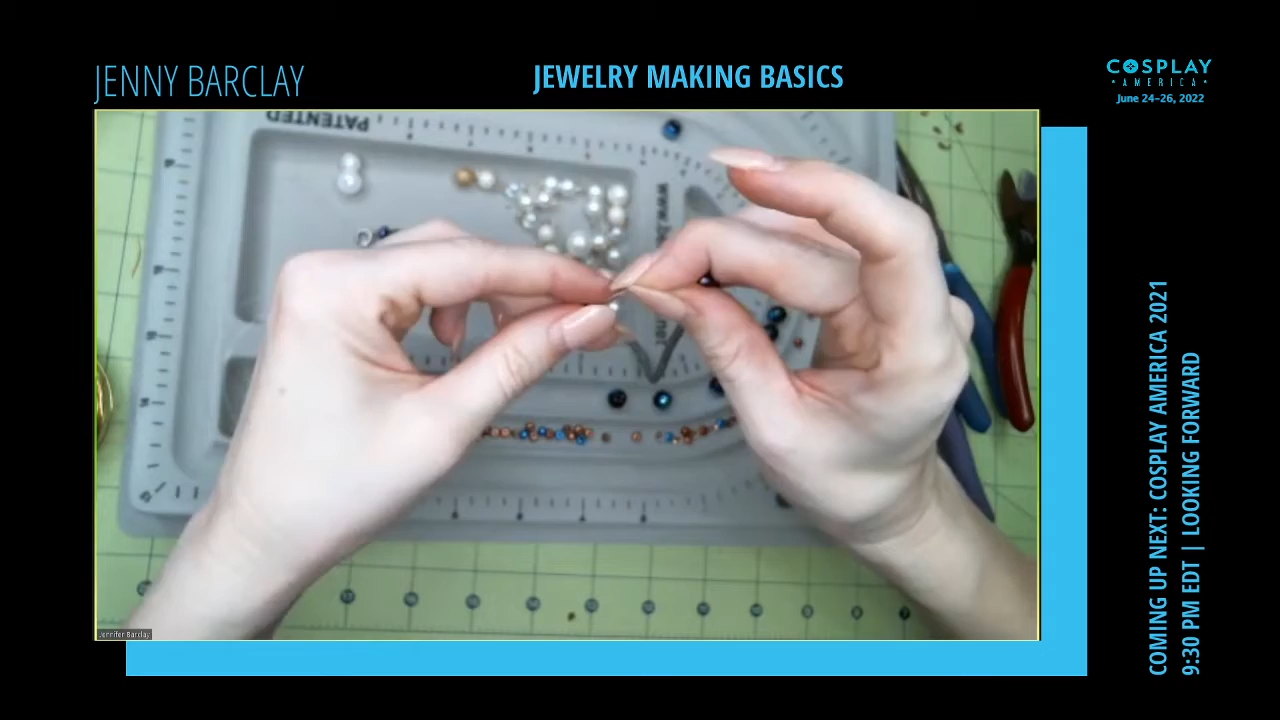 JENNY BARCLAY
JEWELRY MAKING BASICS
COSPLAY
AMERICA
June 24-26, 2022
PATENTED
COMING UP NEXT: COSPLAY AMERICA 2021
9:30 PM EDT | LOOKING FORWARD
Jennifer Barclay